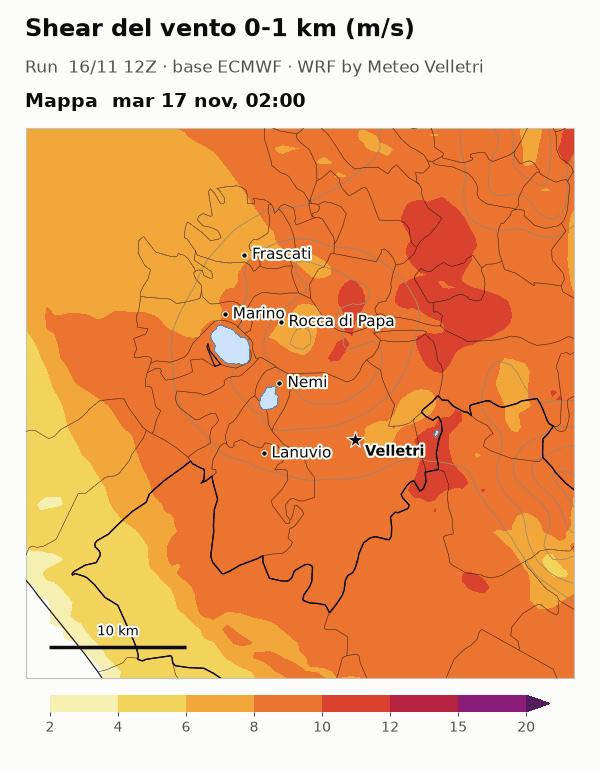 Shear del vento 0-1 km (m/s)
Run  16/11 12Z · base ECMWF · WRF by Meteo Velletri
Mappa  mar 17 nov, 02:00
Frascati
Marino
Rocca di Papa
Nemi
Velletri
Lanuvio
10 km
2 4 6 8 10 12 15 20